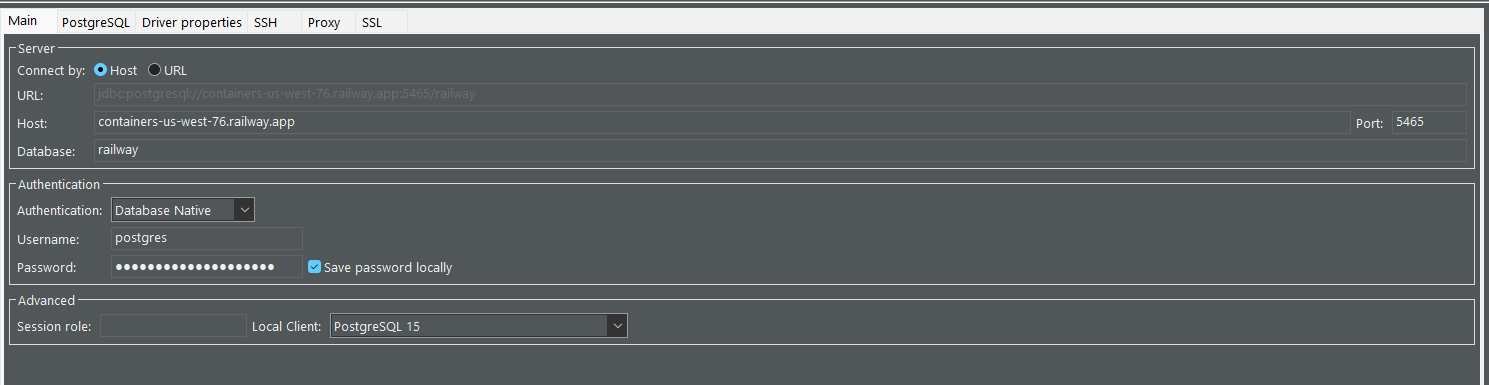 Main PostgreSQL Driver properties SSH Proxy SSL
Server
Connect by: Host URL
URL: jdbc:postgresql://containers-us-west-76.railway.app:5465/railway
Host: containers-us-west-76.railway.app Port: 5465
Database: railway
Authentication
Authentication: Database Native
Username: postgres
Password: ••••••••••••••••••••
Save password locally
Advanced
Session role: Local Client: PostgreSQL 15